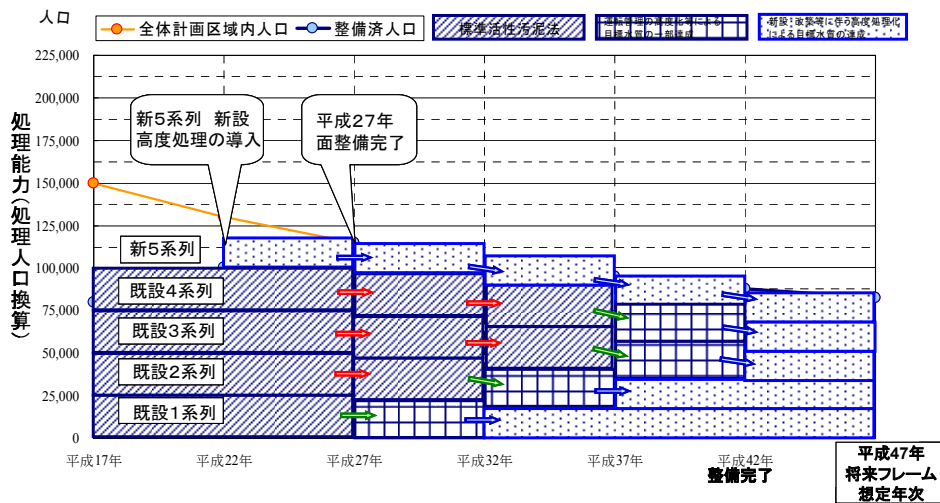 人口
全体計画区域内人口
整備済人口
標準活性汚泥法
運転管理の高度化等による
目標水質の一部達成
新設・改築等に伴う高度処理化
による目標水質の達成
225,000
200,000
175,000
150,000
125,000
100,000
75,000
50,000
25,000
0
処理能力(処理人口換算)
新5系列 新設
高度処理の導入
平成27年
面整備完了
新5系列
既設4系列
既設3系列
既設2系列
既設1系列
平成17年
平成22年
平成27年
平成32年
平成37年
平成42年
整備完了
平成47年
将来フレーム
想定年次